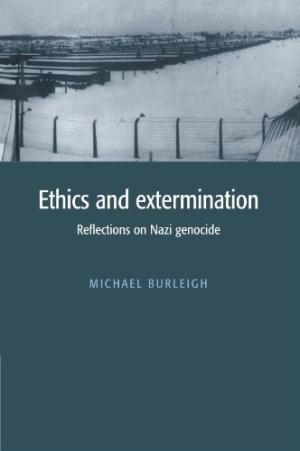 Ethics and extermination
Reflections on Nazi genocide
MICHAEL BURLEIGH